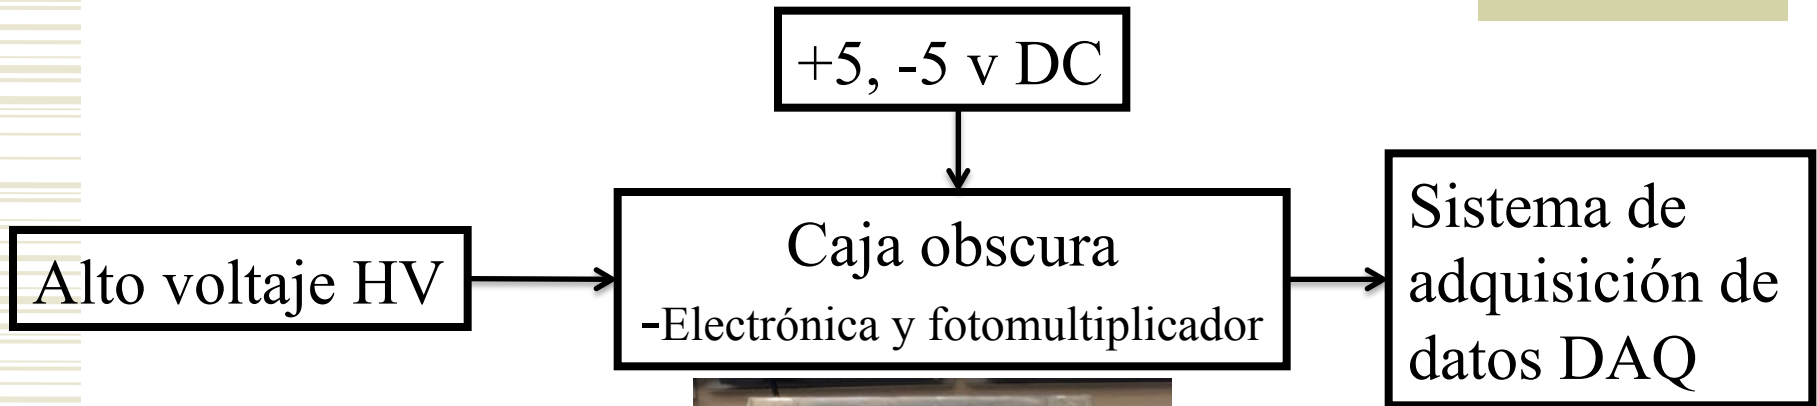 +5, -5 v DC
Alto voltaje HV
Caja obscura
-Electrónica y fotomultiplicador
Sistema de
adquisición de
datos DAQ